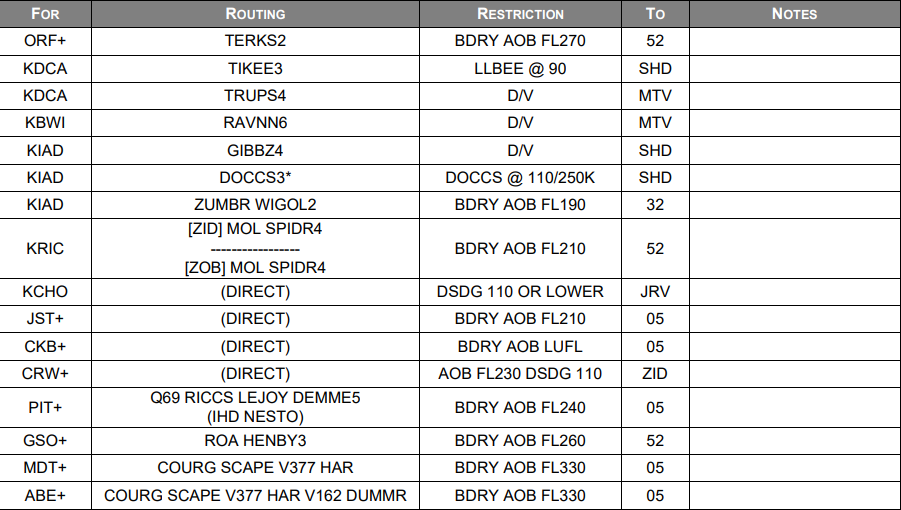 FOR ROUTING RESTRICTION TO NOTES
ORF+ TERKS2 BDRY AOB FL270 52
KDCA TIKEE3 LLBEE @ 90 SHD
KDCA TRUPS4 D/V MTV
KBWI RAVNN6 D/V MTV
KIAD GIBBZ4 D/V SHD
KIAD DOCCS3* DOCCS @ 110/250K SHD
KIAD ZUMBR WIGOL2 BDRY AOB FL190 32
[ZID] MOL SPIDR4
KRIC ----------------- BDRY AOB FL210 52
[ZOB] MOL SPIDR4
KCHO (DIRECT) DSDG 110 OR LOWER JRV
JST+ (DIRECT) BDRY AOB FL210 05
CKB+ (DIRECT) BDRY AOB LUFL 05
CRW+ (DIRECT) AOB FL230 DSDG 110 ZID
PIT+ Q69 RICCS LEJOY DEMME5 BDRY AOB FL240 05
(IHD NESTO)
GSO+ ROA HENBY3 BDRY AOB FL260 52
MDT+ COURG SCAPE V377 HAR BDRY AOB FL330 05
ABE+ COURG SCAPE V377 HAR V162 DUMMR BDRY AOB FL330 05